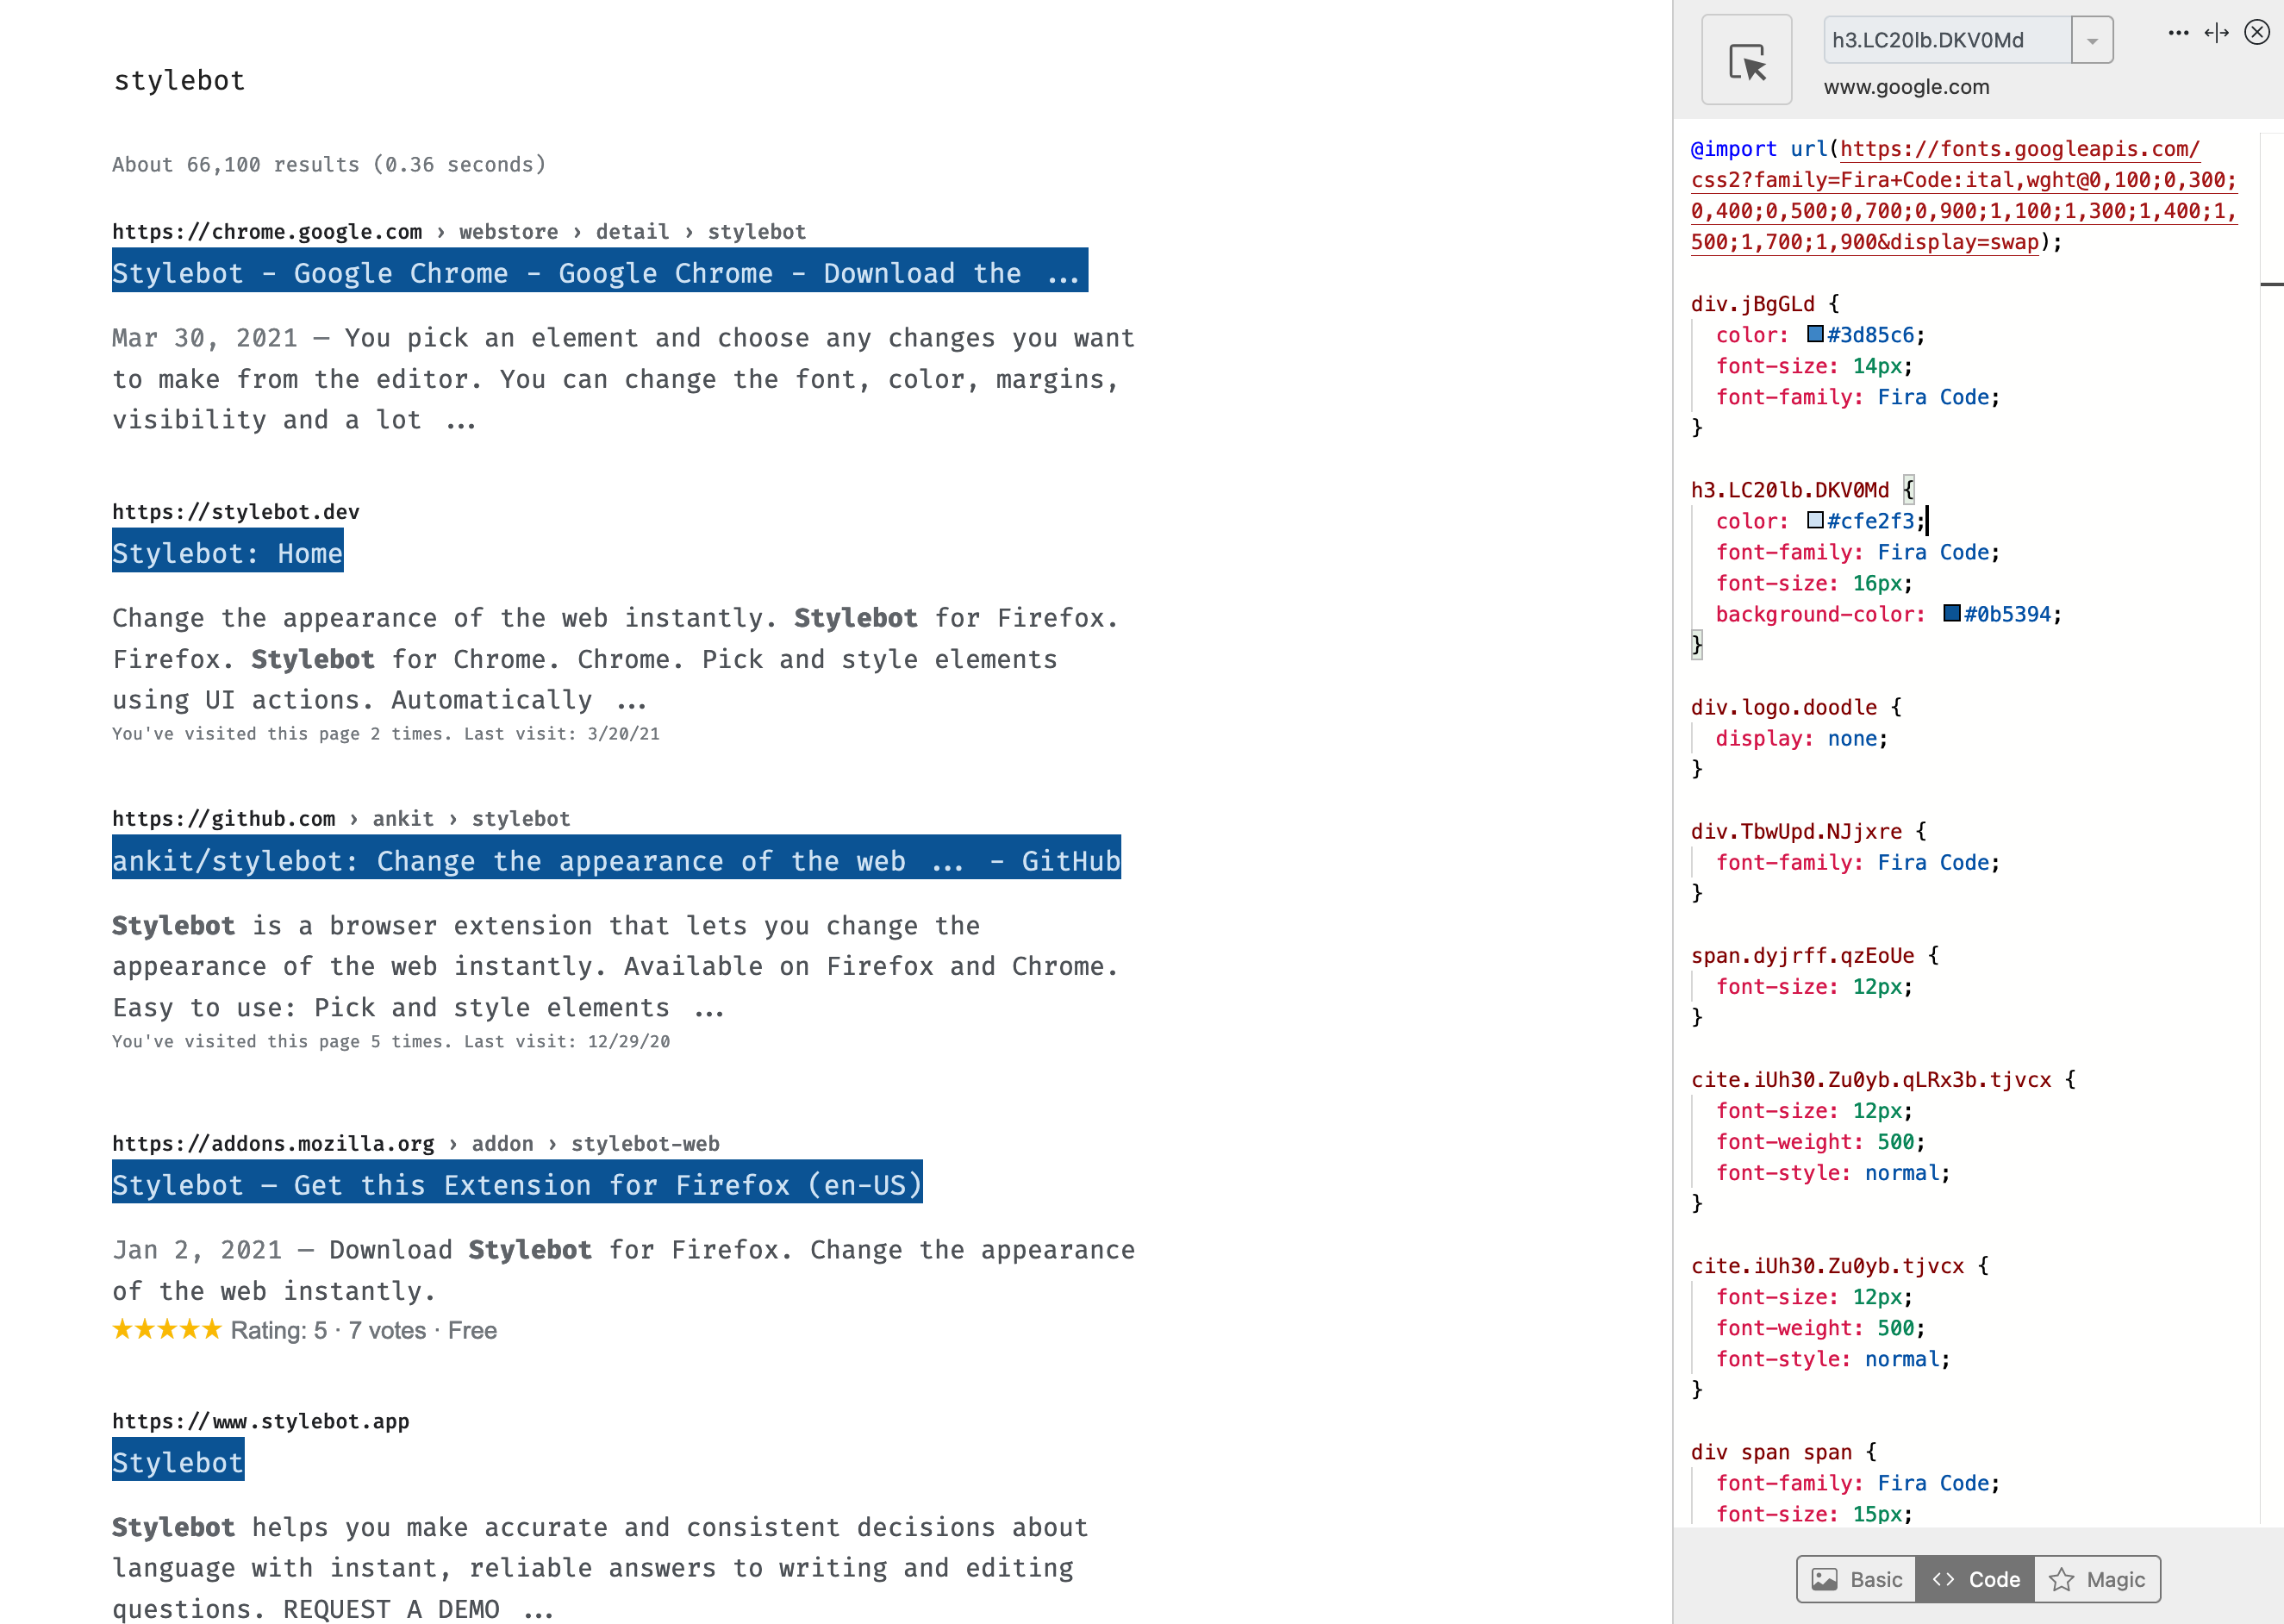 stylebot
About 66,100 results (0.36 seconds)
https://chrome.google.com › webstore › detail › stylebot
Stylebot - Google Chrome - Google Chrome - Download the ...
Mar 30, 2021 — You pick an element and choose any changes you want
to make from the editor. You can change the font, color, margins,
visibility and a lot ...
https://stylebot.dev
Stylebot: Home
Change the appearance of the web instantly. Stylebot for Firefox.
Firefox. Stylebot for Chrome. Chrome. Pick and style elements
using UI actions. Automatically ...
You've visited this page 2 times. Last visit: 3/20/21
https://github.com › ankit › stylebot
ankit/stylebot: Change the appearance of the web ... - GitHub
Stylebot is a browser extension that lets you change the
appearance of the web instantly. Available on Firefox and Chrome.
Easy to use: Pick and style elements ...
You've visited this page 5 times. Last visit: 12/29/20
https://addons.mozilla.org › addon › stylebot-web
Stylebot — Get this Extension for Firefox (en-US)
Jan 2, 2021 — Download Stylebot for Firefox. Change the appearance
of the web instantly.
★★★★★ Rating: 5 · 7 votes · Free
https://www.stylebot.app
Stylebot
Stylebot helps you make accurate and consistent decisions about
language with instant, reliable answers to writing and editing
questions. REQUEST A DEMO ...
h3.LC20lb.DKV0Md
www.google.com
@import url(https://fonts.googleapis.com/
css2?family=Fira+Code:ital,wght@0,100;0,300;
0,400;0,500;0,700;0,900;1,100;1,300;1,400;1,
500;1,700;1,900&display=swap);
div.jBgGLd {
color: #3d85c6;
font-size: 14px;
font-family: Fira Code;
}
h3.LC20lb.DKV0Md {
color: #cfe2f3;
font-family: Fira Code;
font-size: 16px;
background-color: #0b5394;
}
div.logo.doodle {
display: none;
}
div.TbwUpd.NJjxre {
font-family: Fira Code;
}
span.dyjrff.qzEoUe {
font-size: 12px;
}
cite.iUh30.Zu0yb.qLRx3b.tjvcx {
font-size: 12px;
font-weight: 500;
font-style: normal;
}
cite.iUh30.Zu0yb.tjvcx {
font-size: 12px;
font-weight: 500;
font-style: normal;
}
div span span {
font-family: Fira Code;
font-size: 15px;
Basic
<> Code
Magic